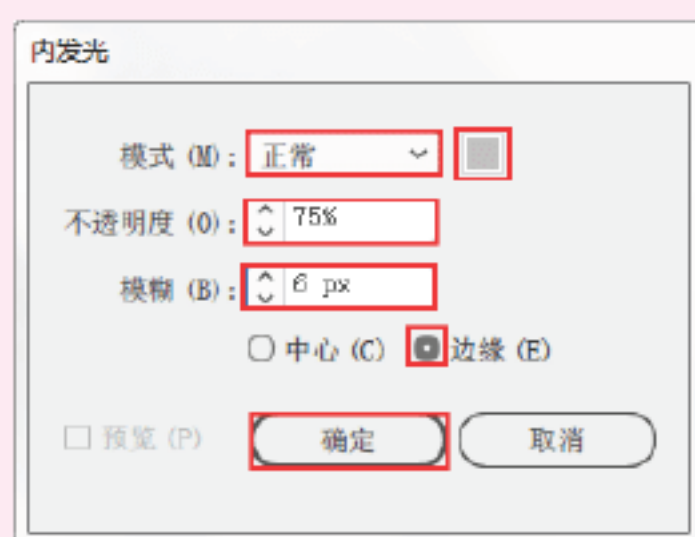 内发光
模式 (M): 正常
不透明度 (O): 75%
模糊 (B): 6 px
中心 (C) 边缘 (E)
预览 (P) 确定 取消